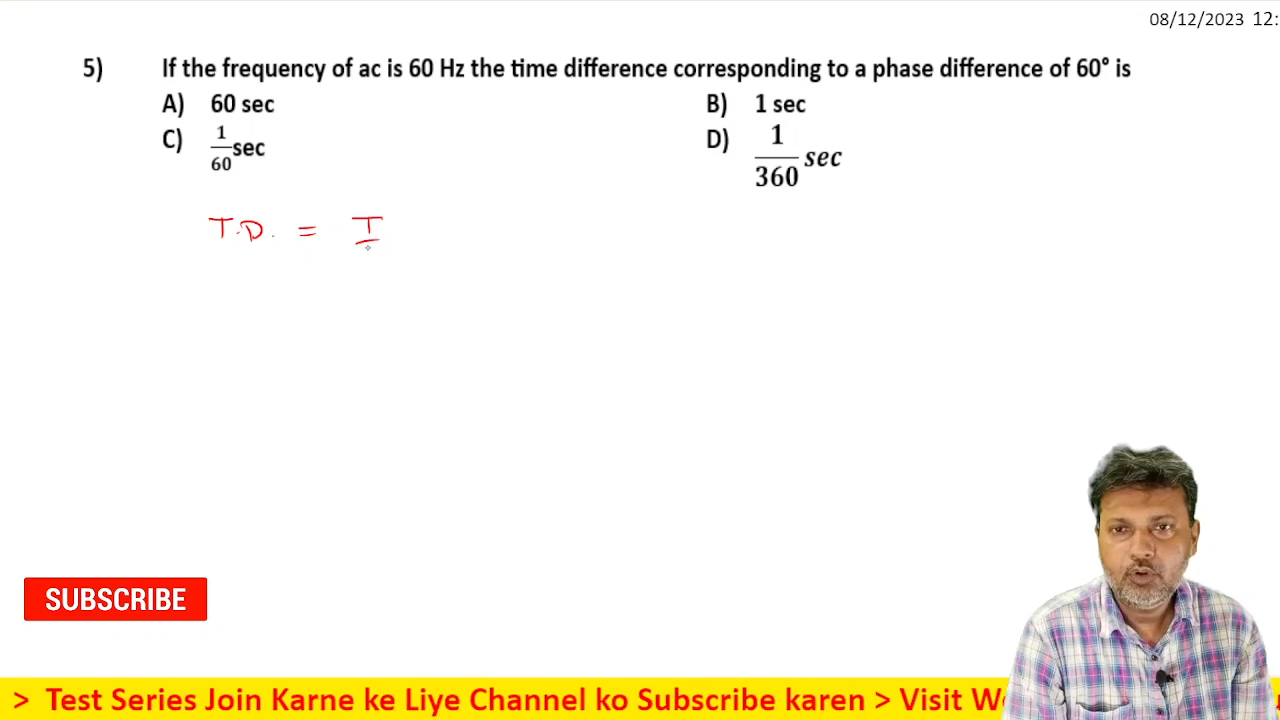 08/12/2023 12:
5) If the frequency of ac is 60 Hz the time difference corresponding to a phase difference of 60° is
A) 60 sec B) 1 sec
C) 1/60 sec D) 1/360 sec
T.D. = T
SUBSCRIBE
> Test Series Join Karne ke Liye Channel ko Subscribe karen > Visit W